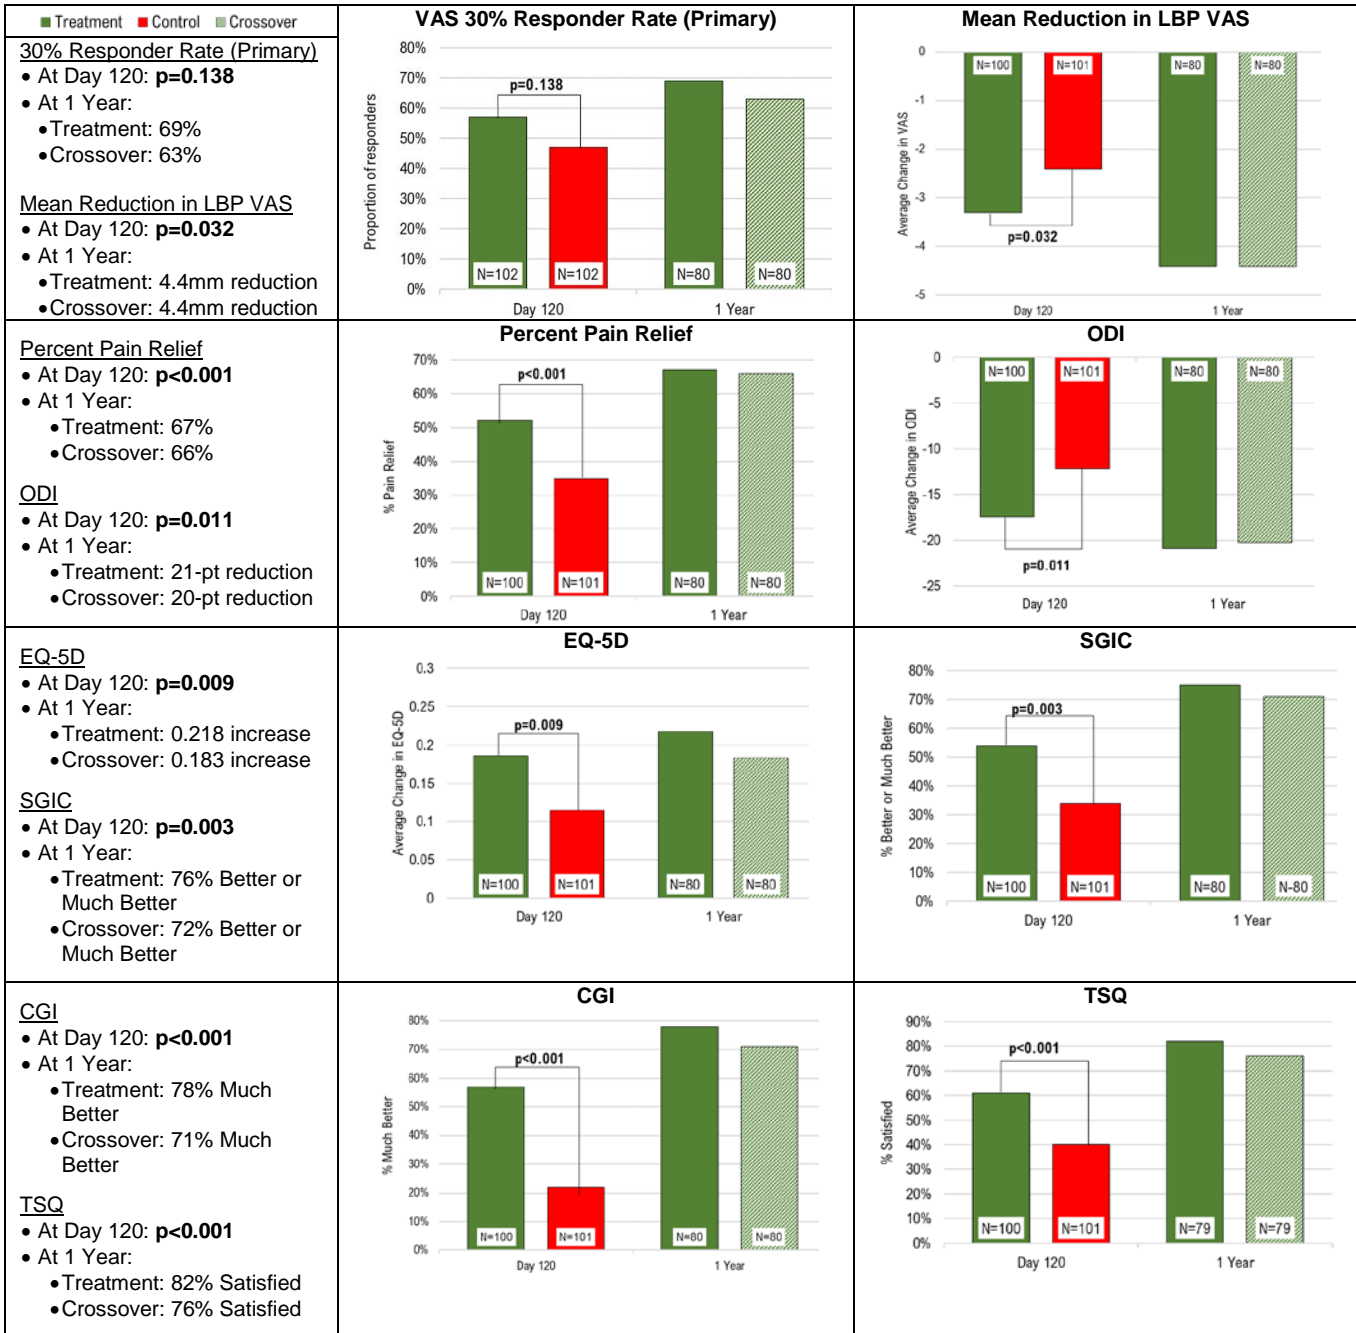 Treatment Control Crossover
30% Responder Rate (Primary)
• At Day 120: p=0.138
• At 1 Year:
•Treatment: 69%
•Crossover: 63%
Mean Reduction in LBP VAS
• At Day 120: p=0.032
• At 1 Year:
•Treatment: 4.4mm reduction
•Crossover: 4.4mm reduction
VAS 30% Responder Rate (Primary)
80%
70%
60%
50%
40%
30%
20%
10%
0%
Proportion of responders
p=0.138
N=102
N=102
N=80
N=80
Day 120
1 Year
Mean Reduction in LBP VAS
0
-1
-2
-3
-4
-5
Average Change in VAS
N=100
N=101
N=80
N=80
p=0.032
Day 120
1 Year
Percent Pain Relief
• At Day 120: p<0.001
• At 1 Year:
•Treatment: 67%
•Crossover: 66%
ODI
• At Day 120: p=0.011
• At 1 Year:
•Treatment: 21-pt reduction
•Crossover: 20-pt reduction
Percent Pain Relief
70%
60%
50%
40%
30%
20%
10%
0%
% Pain Relief
p<0.001
N=100
N=101
N=80
N=80
Day 120
1 Year
ODI
0
-5
-10
-15
-20
-25
Average Change in ODI
N=100
N=101
N=80
N=80
p=0.011
Day 120
1 Year
EQ-5D
• At Day 120: p=0.009
• At 1 Year:
•Treatment: 0.218 increase
•Crossover: 0.183 increase
SGIC
• At Day 120: p=0.003
• At 1 Year:
•Treatment: 76% Better or
Much Better
•Crossover: 72% Better or
Much Better
EQ-5D
0.3
0.25
0.2
0.15
0.1
0.05
0
Average Change in EQ-5D
p=0.009
N=100
N=101
N=80
N=80
Day 120
1 Year
SGIC
80%
70%
60%
50%
40%
30%
20%
10%
0%
% Better or Much Better
p=0.003
N=100
N=101
N=80
N-80
Day 120
1 Year
CGI
• At Day 120: p<0.001
• At 1 Year:
•Treatment: 78% Much
Better
•Crossover: 71% Much
Better
TSQ
• At Day 120: p<0.001
• At 1 Year:
•Treatment: 82% Satisfied
•Crossover: 76% Satisfied
CGI
80%
70%
60%
50%
40%
30%
20%
10%
0%
% Much Better
p<0.001
N=100
N=101
N=80
N=80
Day 120
1 Year
TSQ
90%
80%
70%
60%
50%
40%
30%
20%
10%
0%
% Satisfied
p<0.001
N=100
N=101
N=79
N=79
Day 120
1 Year